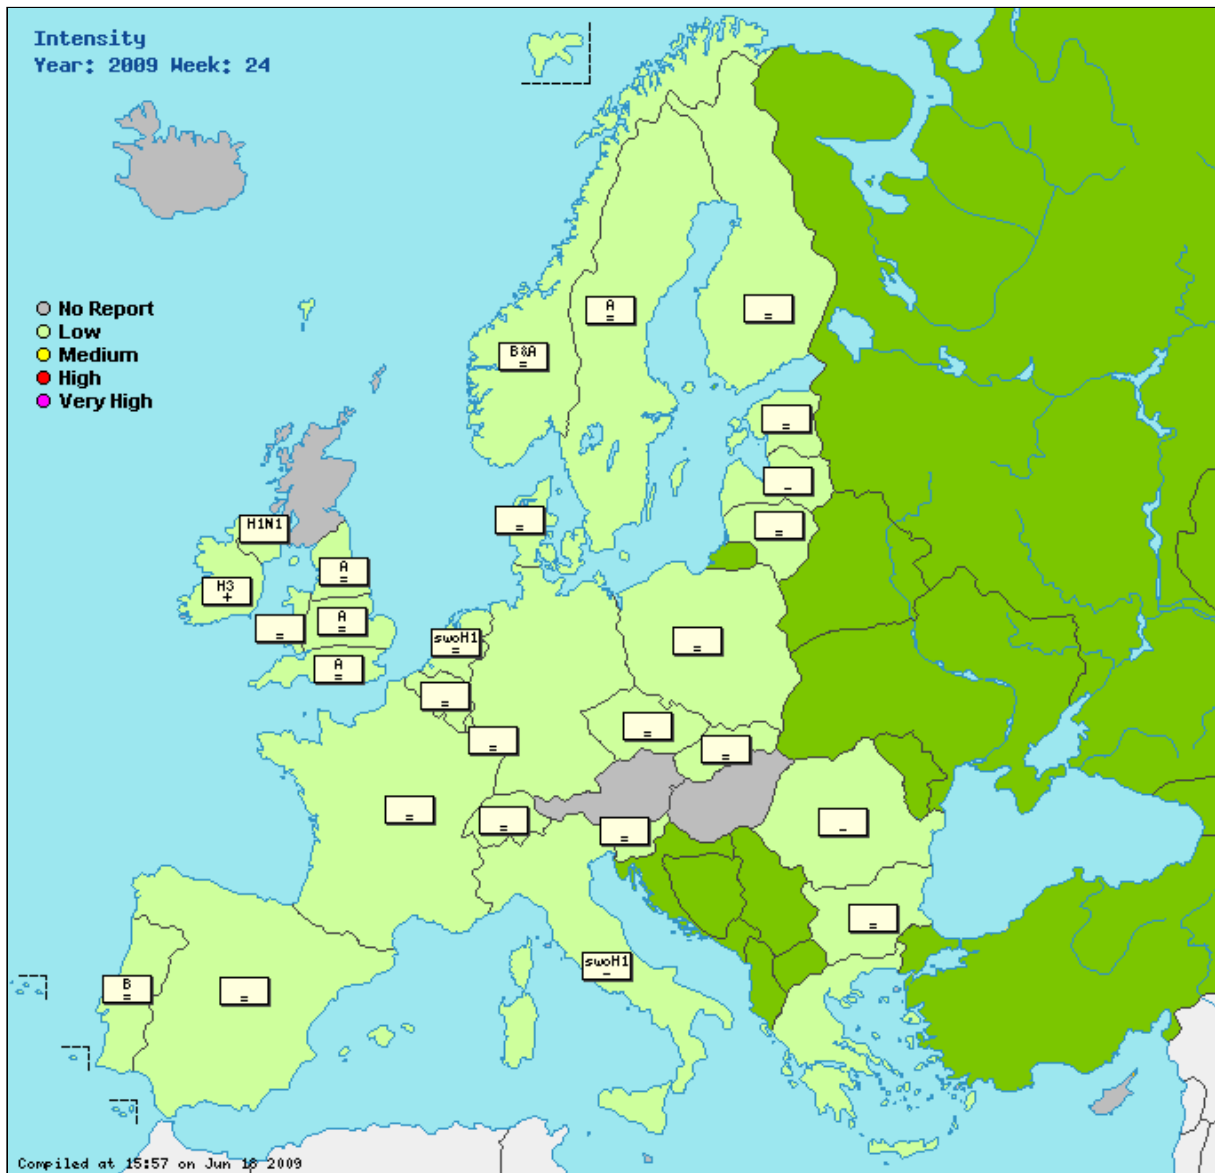 Intensity
Year: 2009 Week: 24
No Report
Low
Medium
High
Very High
A
=
=
B&A
=
=
-
=
=
H1N1
H3
+
A
=
=
A
=
A
=
swoH1
=
=
=
=
=
=
=
=
=
-
=
swoH1
-
B
=
=
Compiled at 15:57 on Jun 18 2009